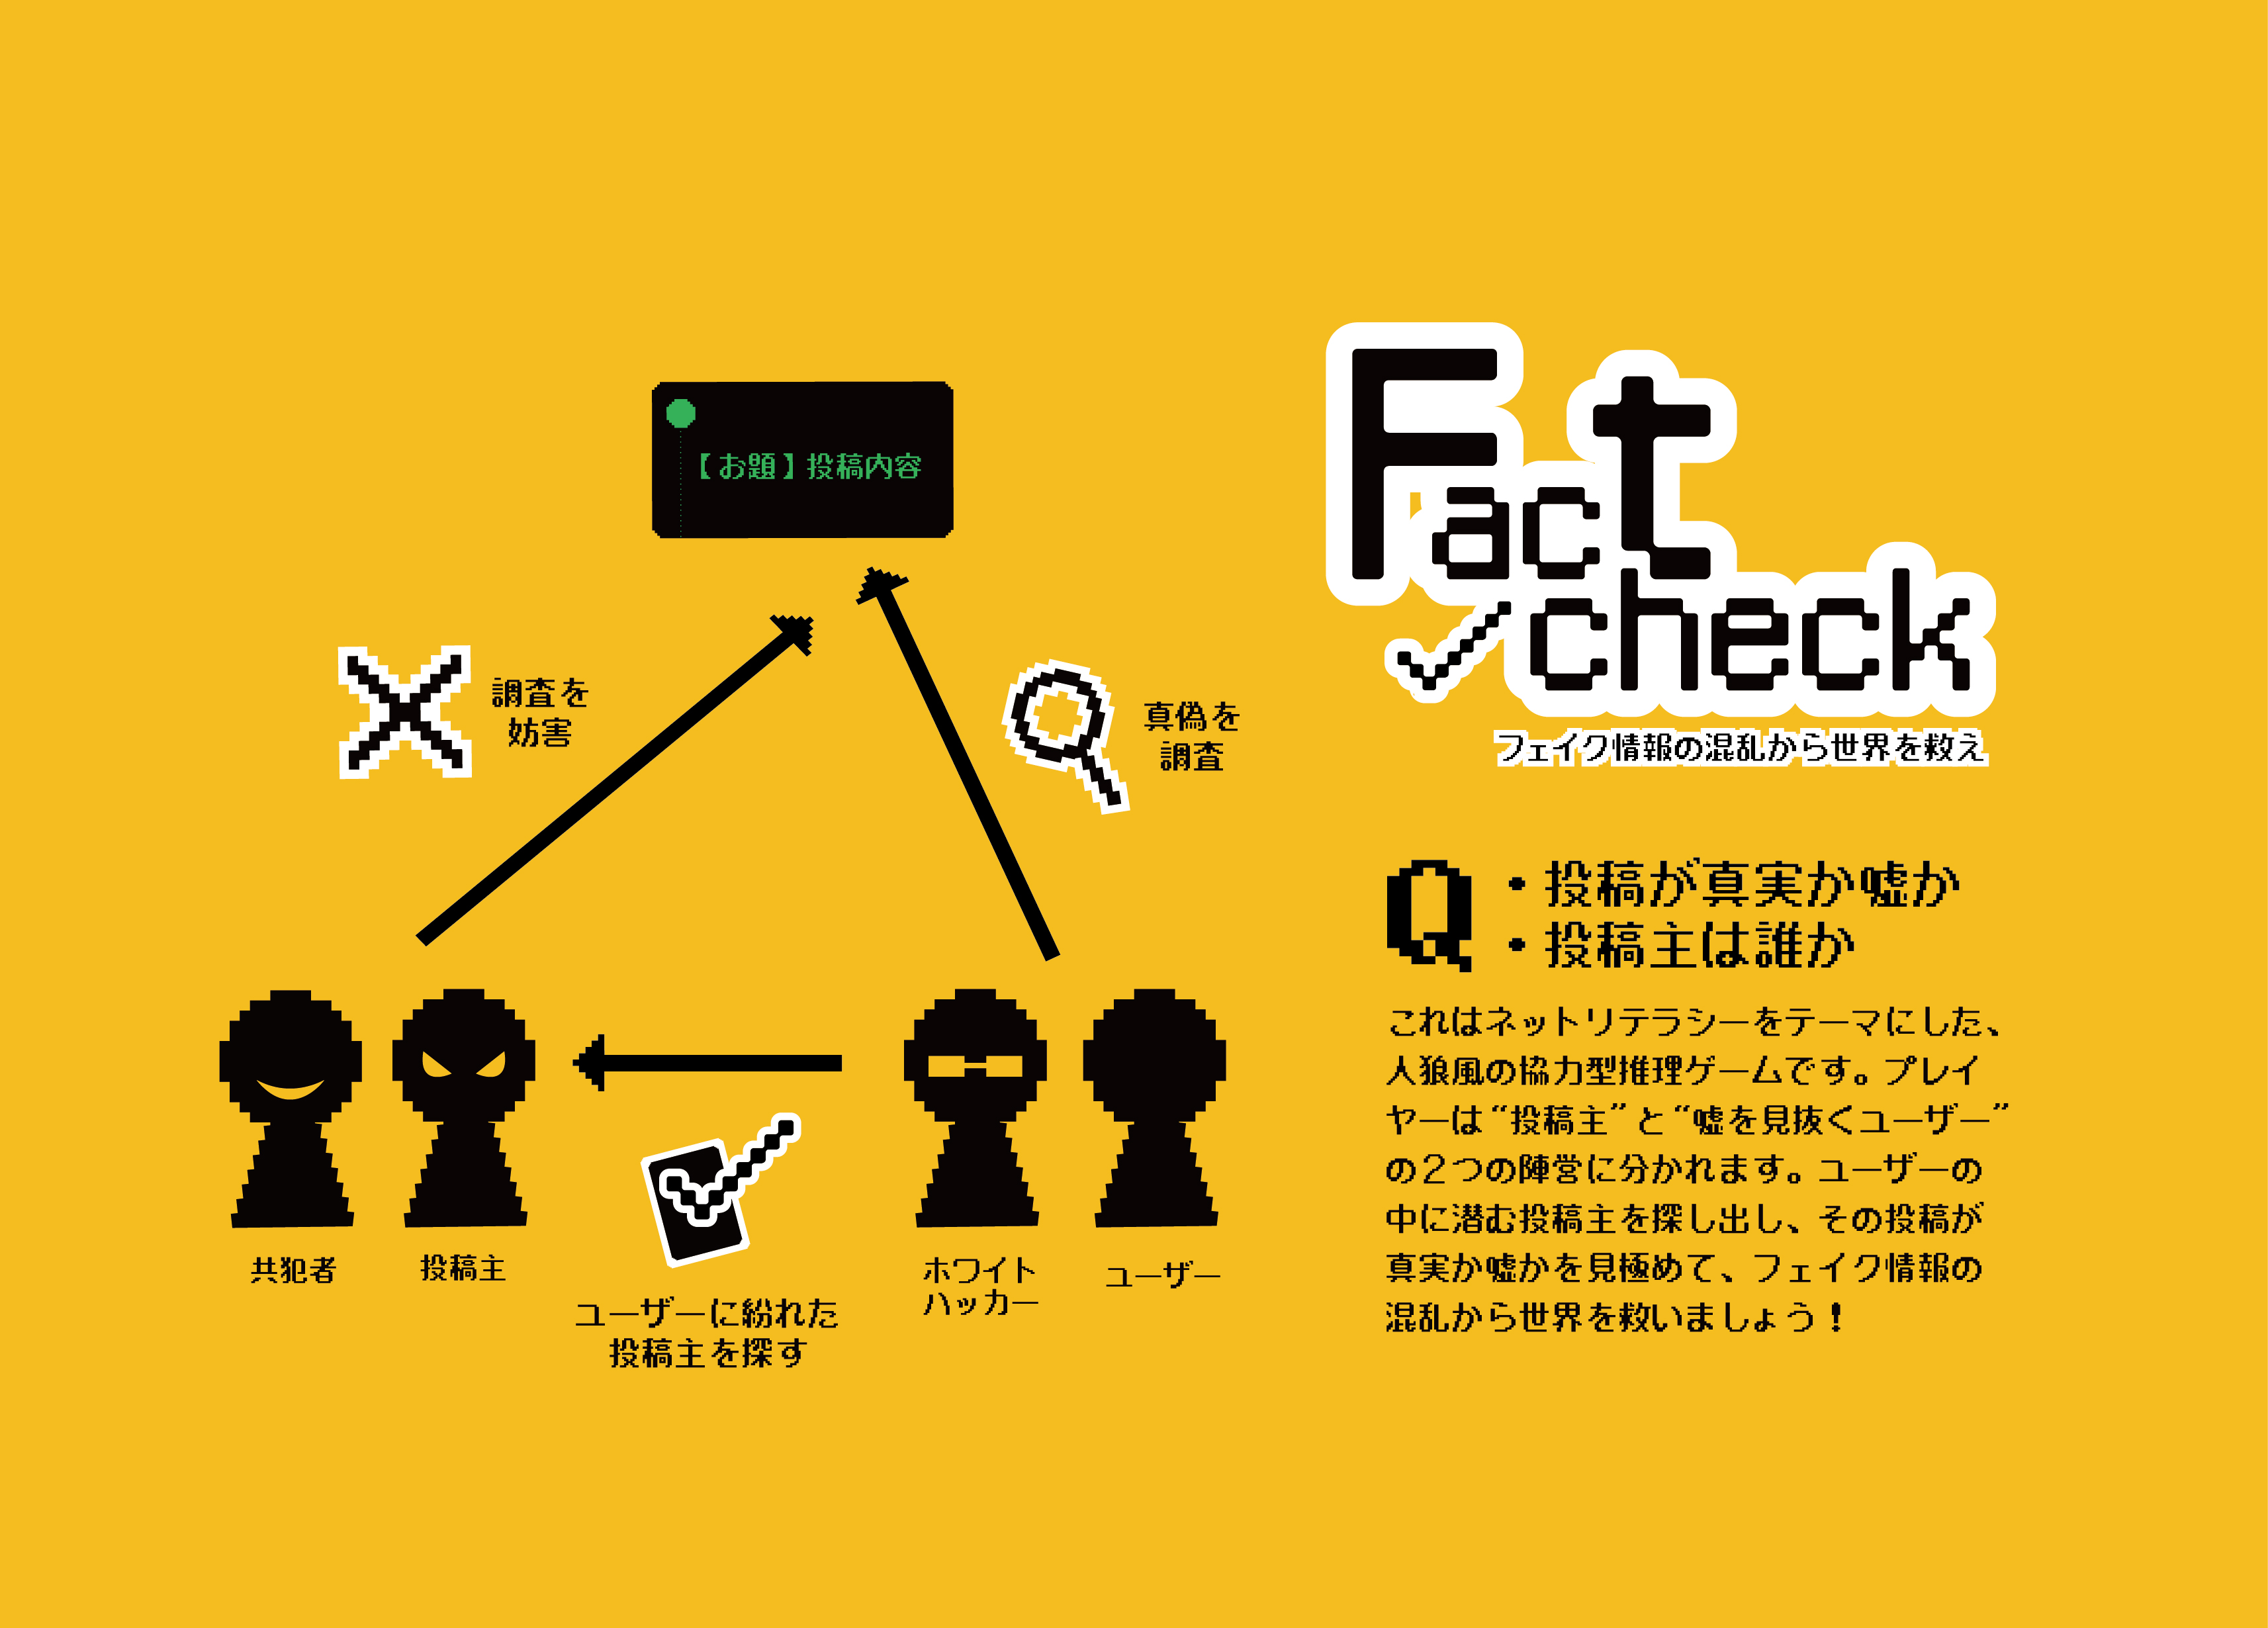 【お題】投稿内容
調査を
妨害
真偽を
調査
共犯者
投稿主
ホワイト
ハッカー
ユーザー
ユーザーに紛れた
投稿主を探す
Fact
check
フェイク情報の混乱から世界を救え
Q
・投稿が真実か嘘か
・投稿主は誰か
これはネットリテラシーをテーマにした、
人狼風の協力型推理ゲームです。プレイ
ヤーは“投稿主”と“嘘を見抜くユーザー”
の２つの陣営に分かれます。ユーザーの
中に潜む投稿主を探し出し、その投稿が
真実か嘘かを見極めて、フェイク情報の
混乱から世界を救いましょう！